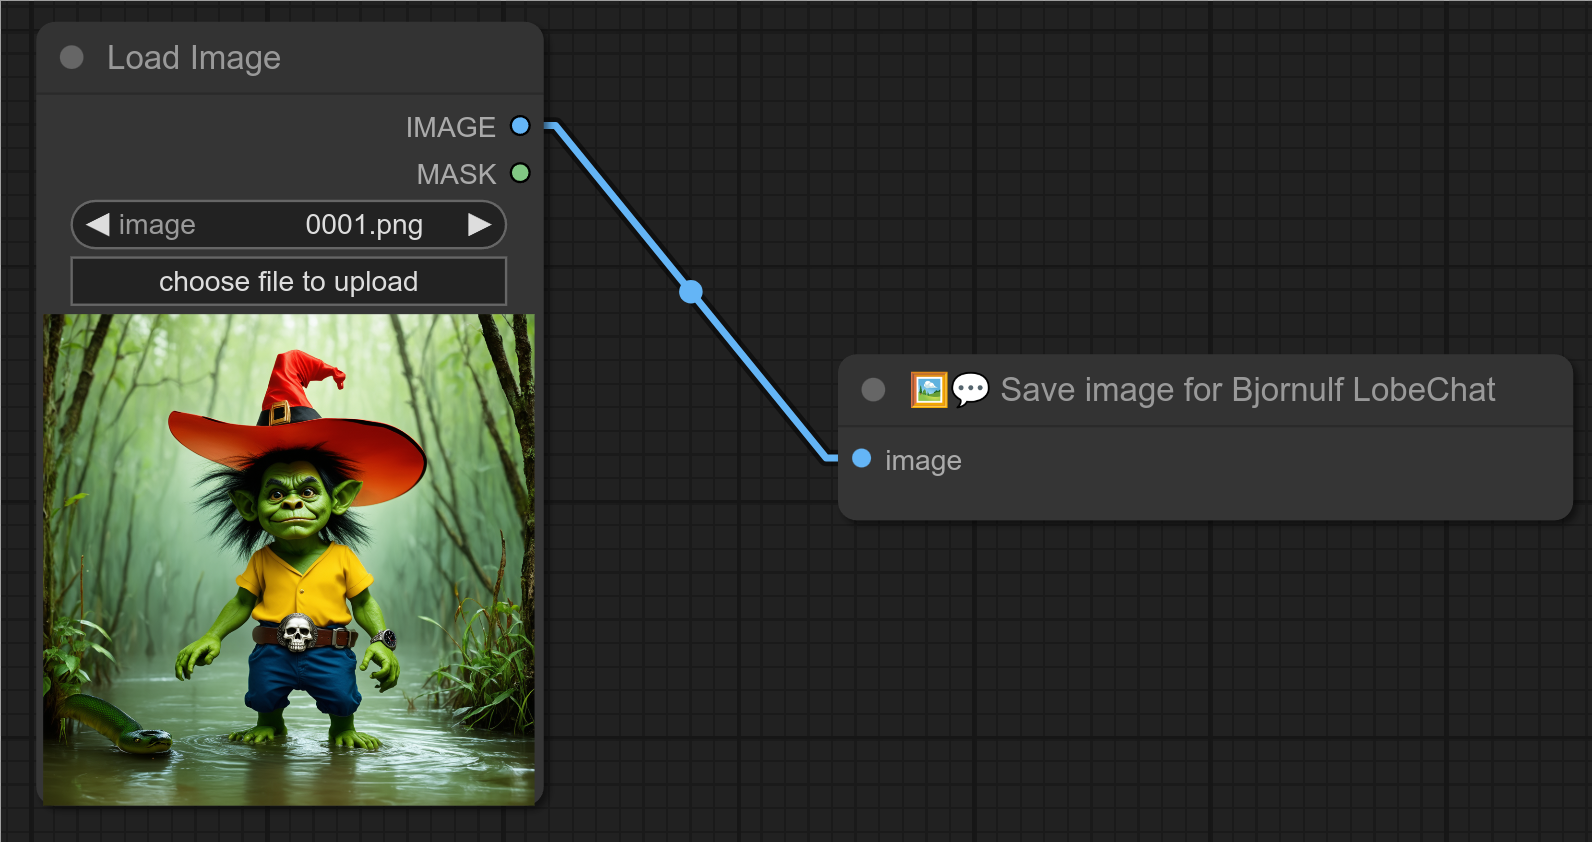 Load Image
IMAGE
MASK
image 0001.png
choose file to upload
🖼️💬 Save image for Bjornulf LobeChat
image